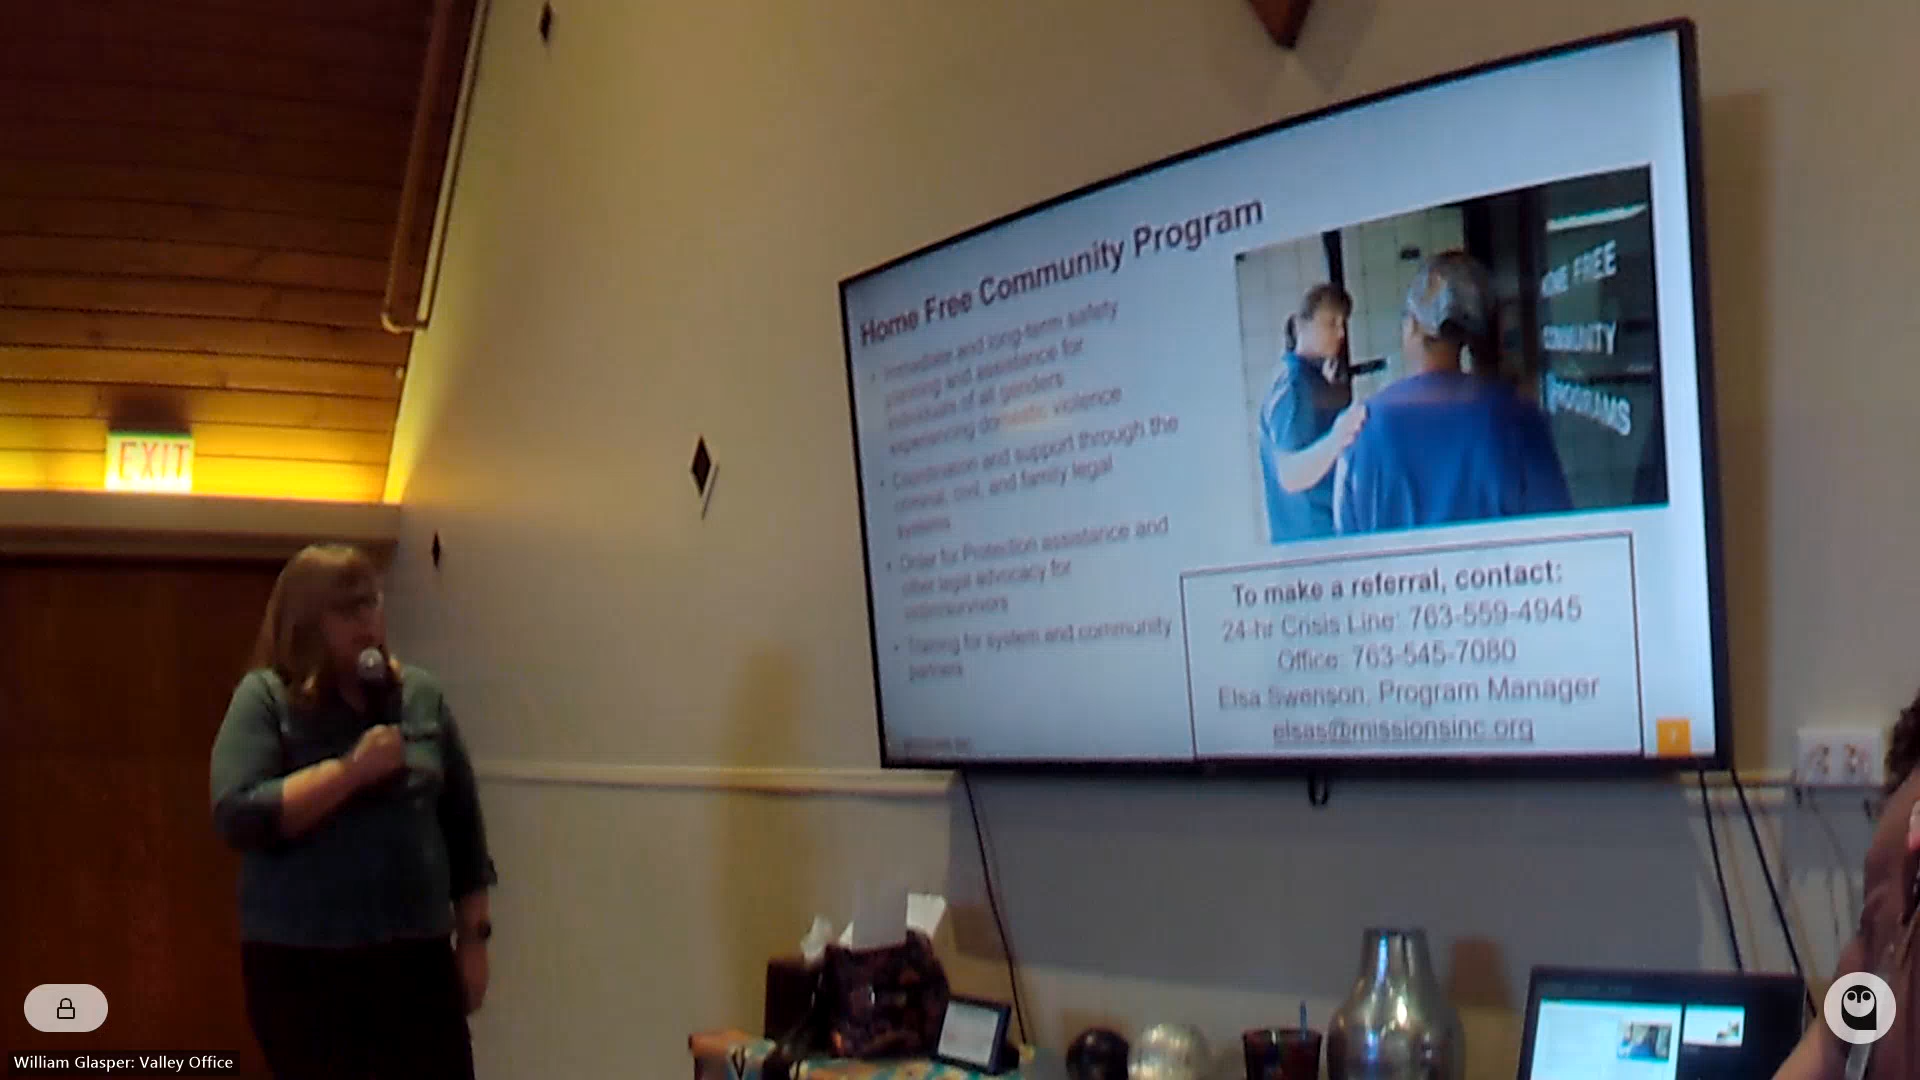 EXIT
Home Free Community Program
Immediate and long-term safety
planning and assistance for
individuals of all genders
experiencing domestic violence
Coordination and support through the
criminal, civil, and family legal
systems
Order for Protection assistance and
other legal advocacy for
victim/survivors
Training for system and community
partners
FREE
COMMUNITY
PROGRAMS
To make a referral, contact:
24-hr Crisis Line: 763-559-4945
Office: 763-545-7080
Elsa Swenson, Program Manager
elsas@missionsinc.org
William Glasper: Valley Office